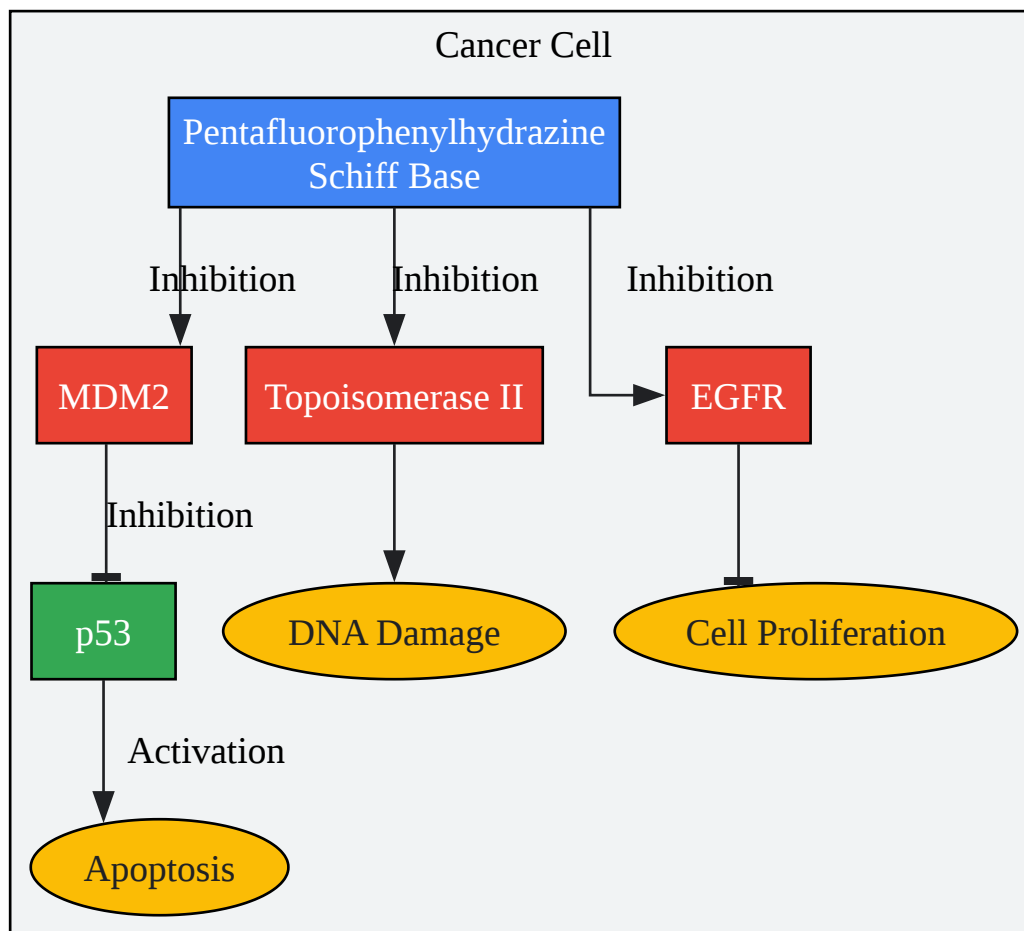 Cancer Cell
Pentafluorophenylhydrazine
Schiff Base
Inhibition
Inhibition
Inhibition
MDM2
Topoisomerase II
EGFR
Inhibition
p53
DNA Damage
Cell Proliferation
Activation
Apoptosis